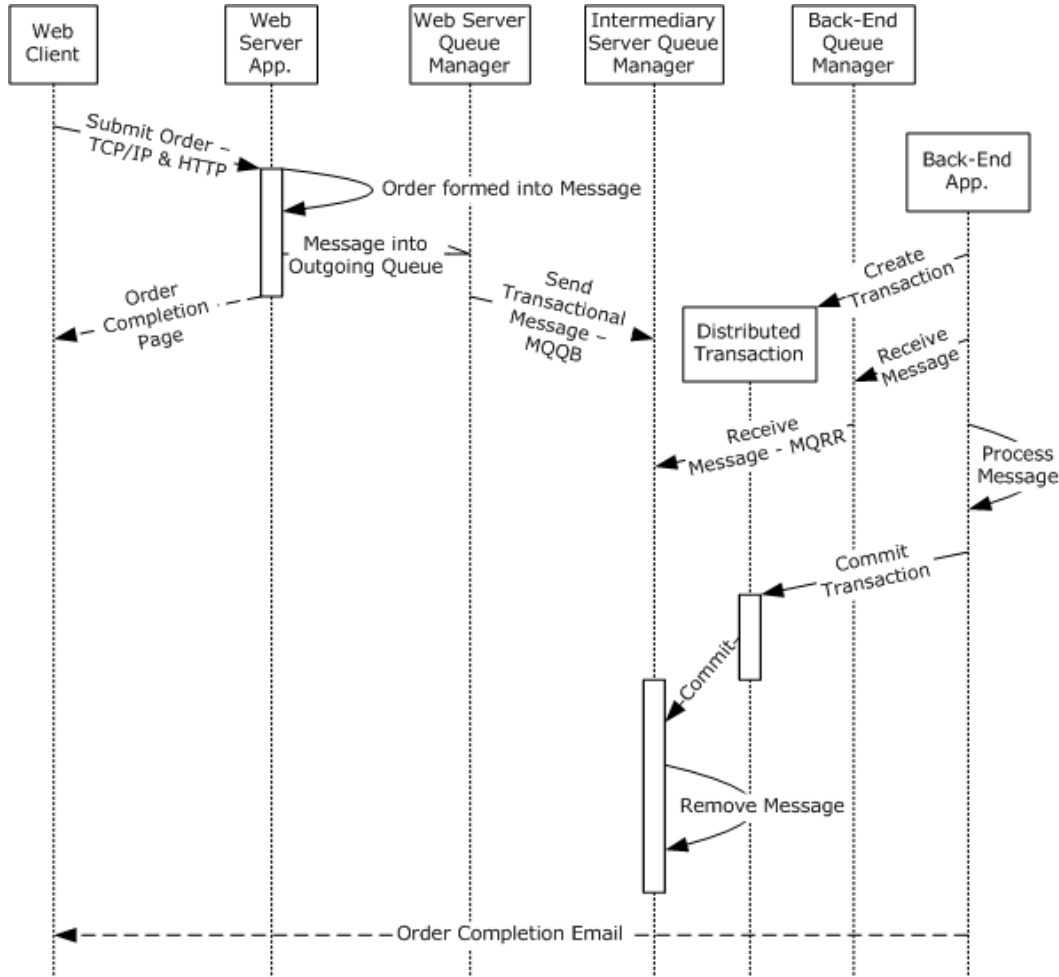 Web
Client
Web
Server
App.
Web Server
Queue
Manager
Intermediary
Server Queue
Manager
Back-End
Queue
Manager
Submit Order –
TCP/IP & HTTP
Back-End
App.
Order formed into Message
Message into
Outgoing Queue
Create
Transaction
Order
Completion
Page
Send
Transactional
Message –
MQQB
Distributed
Transaction
Receive
Message
Receive
Message - MQRR
Process
Message
Commit
Transaction
Commit
Remove Message
Order Completion Email